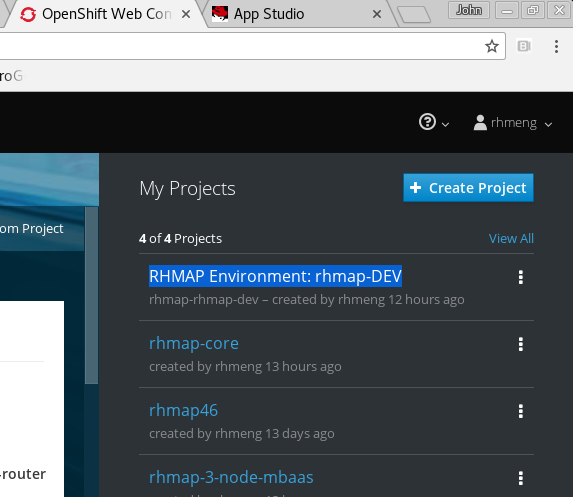 OpenShift Web Con
App Studio
John
roG
rhmeng
om Project
My Projects
Create Project
4 of 4 Projects
View All
RHMAP Environment: rhmap-DEV
rhmap-rhmap-dev – created by rhmeng 12 hours ago
rhmap-core
created by rhmeng 13 hours ago
rhmap46
created by rhmeng 13 days ago
-router
rhmap-3-node-mbaas